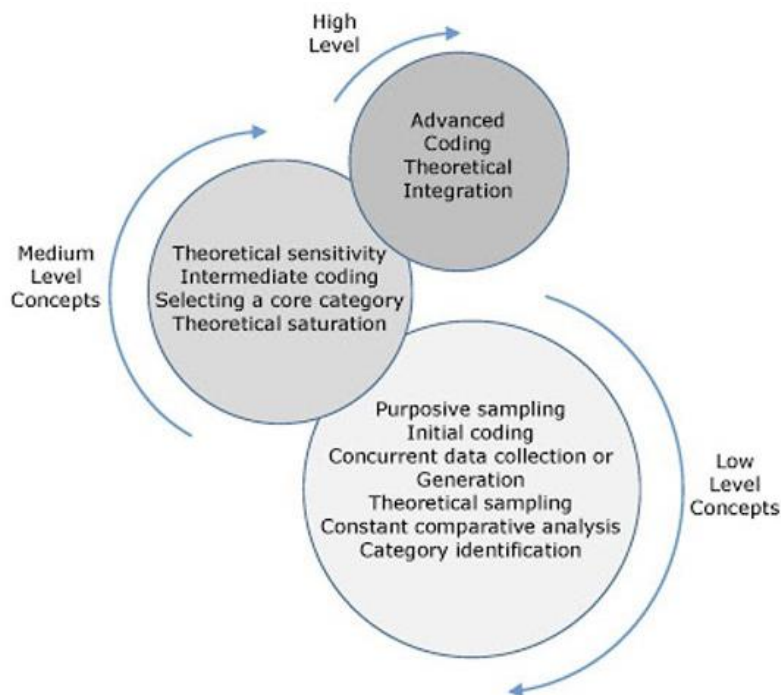 High
Level
Advanced
Coding
Theoretical
Integration
Medium
Level
Concepts
Theoretical sensitivity
Intermediate coding
Selecting a core category
Theoretical saturation
Purposive sampling
Initial coding
Concurrent data collection or
Generation
Theoretical sampling
Constant comparative analysis
Category identification
Low
Level
Concepts